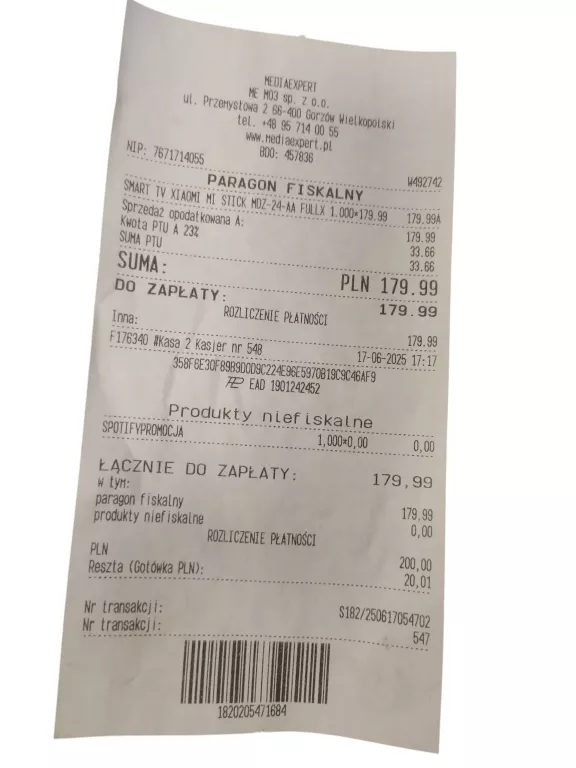 MEDIAEXPERT
ME M03 sp. z o.o.
ul. Przemysłowa 2 66-400 Gorzów Wielkopolski
tel. +48 95 714 00 55
www.mediaexpert.pl
BDO: 457836
NIP: 7671714055 W492742
PARAGON FISKALNY
SMART TV XIAOMI MI STICK MDZ-24-AA FULLX 1.000*179.99 179.99A
Sprzedaż opodatkowana A: 179.99
Kwota PTU A 23% 33.66
SUMA PTU 33.66
SUMA: PLN 179.99
DO ZAPŁATY: 179.99
ROZLICZENIE PŁATNOŚCI
Inna: 179.99
F176340 #Kasa 2 Kasjer nr 548 17-06-2025 17:17
358F6E30F89B9D0D9C224E96E5970B19C9C46AF9
EAD 1901242452
Produkty niefiskalne
SPOTIFYPROMOCJA 1,000*0,00 0,00
ŁĄCZNIE DO ZAPŁATY: 179,99
w tym:
paragon fiskalny 179,99
produkty niefiskalne 0,00
ROZLICZENIE PŁATNOŚCI
PLN 200,00
Reszta (Gotówka PLN): 20,01
Nr transakcji: S182/250617054702
Nr transakcji: 547
1820205471684